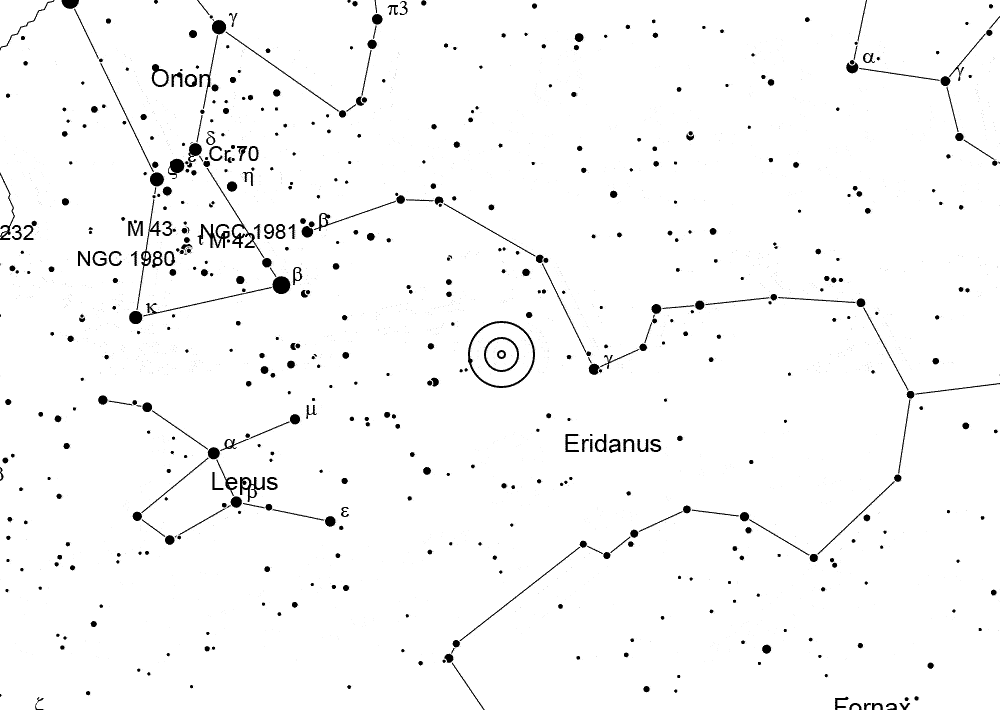 π3
γ
α
γ
Orion
δ
ε
Cr 70
ζ
η
232
M 43
NGC 1981
β
M 42
NGC 1980
β
κ
γ
μ
α
Eridanus
Lepus
β
β
ε
ζ
Fornax